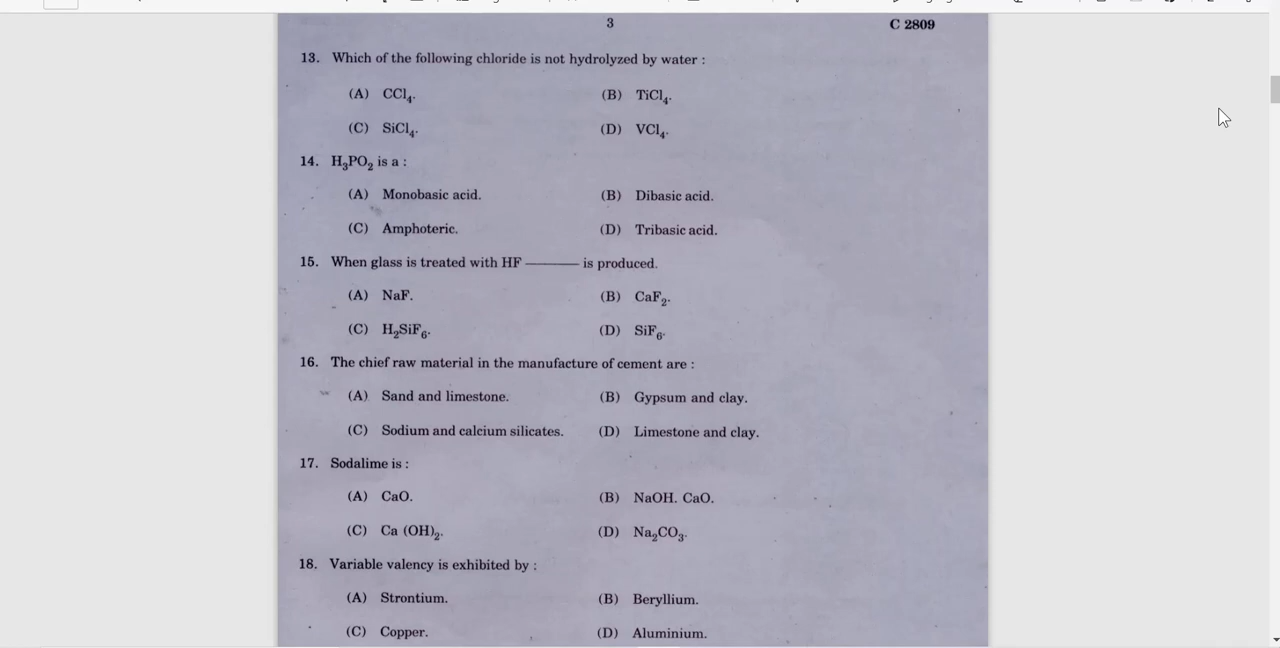 3
C 2809
13. Which of the following chloride is not hydrolyzed by water :
(A) CCl₄. (B) TiCl₄.
(C) SiCl₄. (D) VCl₄.
14. H₃PO₂ is a :
(A) Monobasic acid. (B) Dibasic acid.
(C) Amphoteric. (D) Tribasic acid.
15. When glass is treated with HF ——— is produced.
(A) NaF. (B) CaF₂.
(C) H₂SiF₆. (D) SiF₆.
16. The chief raw material in the manufacture of cement are :
(A) Sand and limestone. (B) Gypsum and clay.
(C) Sodium and calcium silicates. (D) Limestone and clay.
17. Sodalime is :
(A) CaO. (B) NaOH. CaO.
(C) Ca (OH)₂. (D) Na₂CO₃.
18. Variable valency is exhibited by :
(A) Strontium. (B) Beryllium.
(C) Copper. (D) Aluminium.